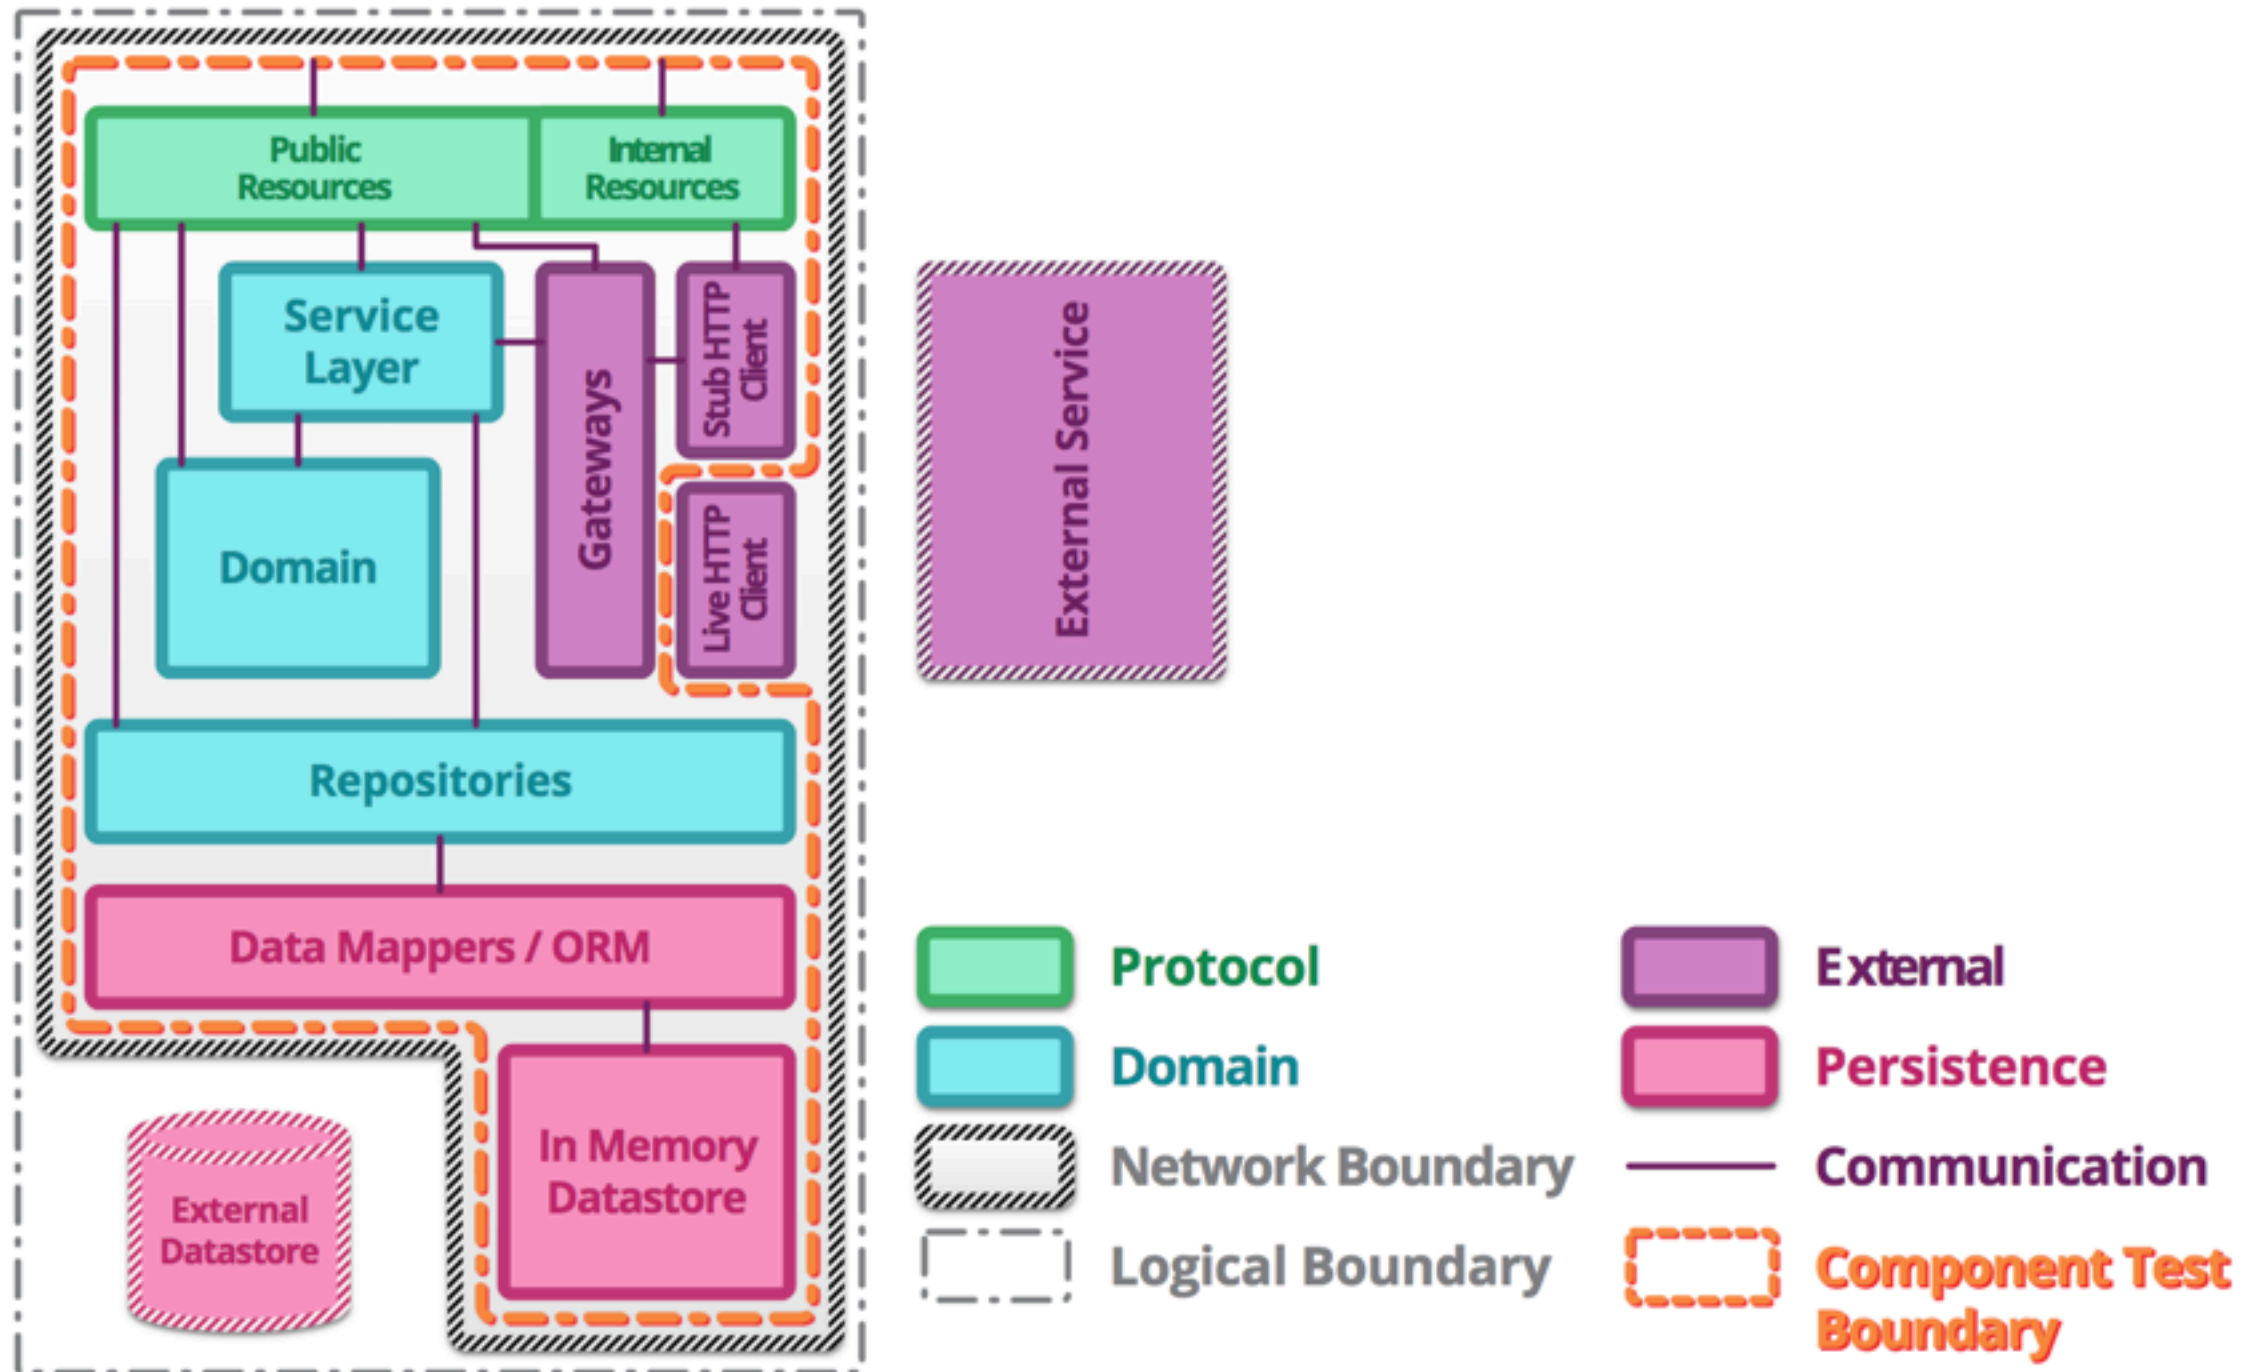 Public
Resources
Internal
Resources
Service
Layer
Gateways
Stub HTTP
Client
External Service
Domain
Live HTTP
Client
Repositories
Data Mappers / ORM
In Memory
Datastore
External
Datastore
Protocol
External
Domain
Persistence
Network Boundary
Communication
Logical Boundary
Component Test
Boundary